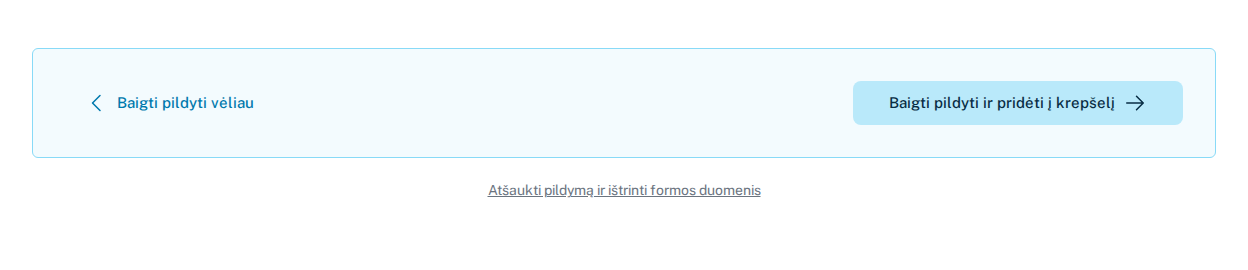 Baigti pildyti vėliau
Baigti pildyti ir pridėti į krepšelį
Atšaukti pildymą ir ištrinti formos duomenis